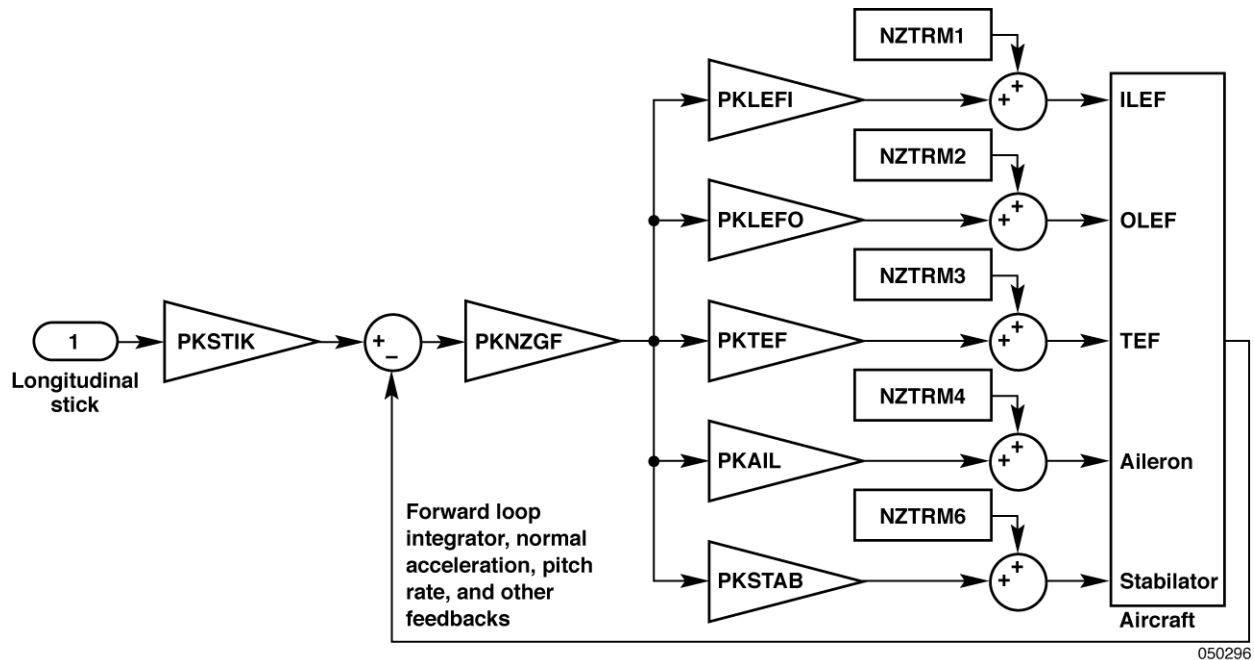 NZTRM1
PKLEFI
+
+
ILEF
NZTRM2
PKLEFO
+
+
OLEF
NZTRM3
1
PKSTIK
+
−
PKNZGF
PKTEF
+
+
TEF
Longitudinal
stick
NZTRM4
PKAIL
+
+
Aileron
Forward loop
integrator, normal
acceleration, pitch
rate, and other
feedbacks
NZTRM6
PKSTAB
+
+
Stabilator
Aircraft
050296